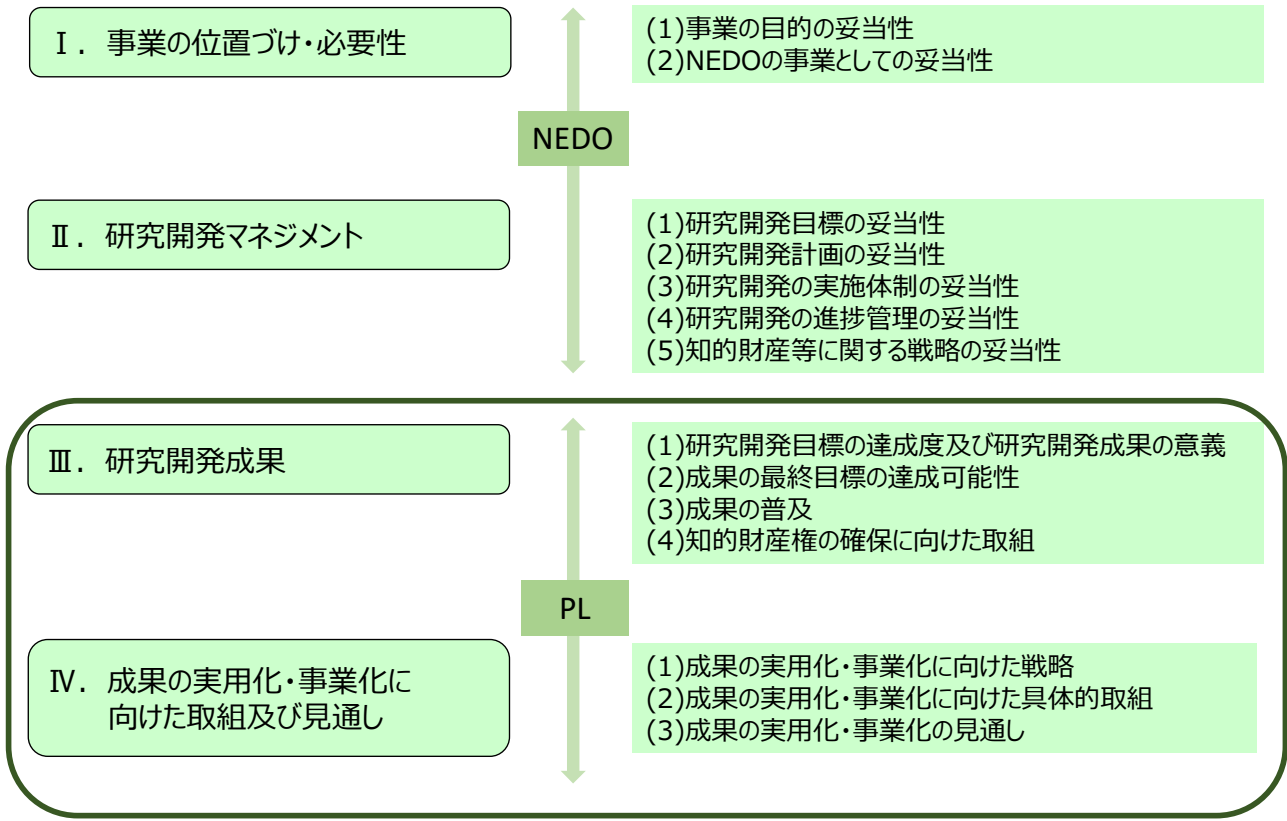 Ⅰ．事業の位置づけ・必要性
(1)事業の目的の妥当性
(2)NEDOの事業としての妥当性
NEDO
Ⅱ．研究開発マネジメント
(1)研究開発目標の妥当性
(2)研究開発計画の妥当性
(3)研究開発の実施体制の妥当性
(4)研究開発の進捗管理の妥当性
(5)知的財産等に関する戦略の妥当性
Ⅲ．研究開発成果
(1)研究開発目標の達成度及び研究開発成果の意義
(2)成果の最終目標の達成可能性
(3)成果の普及
(4)知的財産権の確保に向けた取組
PL
Ⅳ．成果の実用化・事業化に
向けた取組及び見通し
(1)成果の実用化・事業化に向けた戦略
(2)成果の実用化・事業化に向けた具体的取組
(3)成果の実用化・事業化の見通し